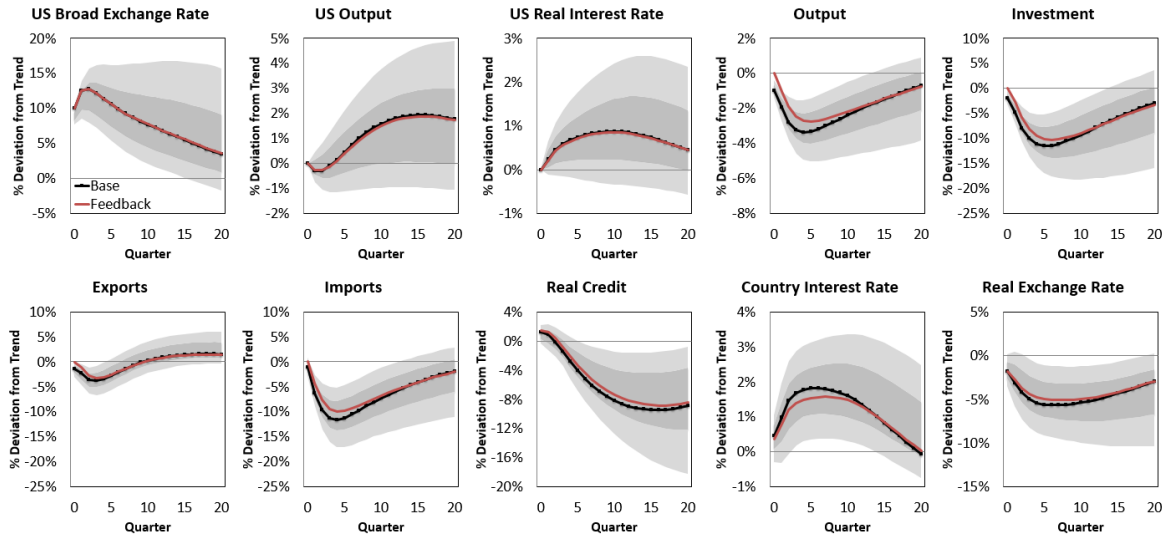 US Broad Exchange Rate
% Deviation from Trend
20%
15%
10%
5%
0%
-5%
Base
Feedback
0 5 10 15 20
Quarter
US Output
% Deviation from Trend
5%
4%
3%
2%
1%
0%
-1%
-2%
0 5 10 15 20
Quarter
US Real Interest Rate
% Deviation from Trend
3%
2%
1%
0%
-1%
0 5 10 15 20
Quarter
Output
% Deviation from Trend
2%
0%
-2%
-4%
-6%
-8%
0 5 10 15 20
Quarter
Investment
% Deviation from Trend
10%
5%
0%
-5%
-10%
-15%
-20%
-25%
0 5 10 15 20
Quarter
Exports
% Deviation from Trend
10%
5%
0%
-5%
-10%
-15%
-20%
-25%
0 5 10 15 20
Quarter
Imports
% Deviation from Trend
10%
5%
0%
-5%
-10%
-15%
-20%
-25%
0 5 10 15 20
Quarter
Real Credit
% Deviation from Trend
4%
0%
-4%
-8%
-12%
-16%
-20%
0 5 10 15 20
Quarter
Country Interest Rate
% Deviation from Trend
4%
3%
2%
1%
0%
-1%
0 5 10 15 20
Quarter
Real Exchange Rate
% Deviation from Trend
5%
0%
-5%
-10%
-15%
0 5 10 15 20
Quarter